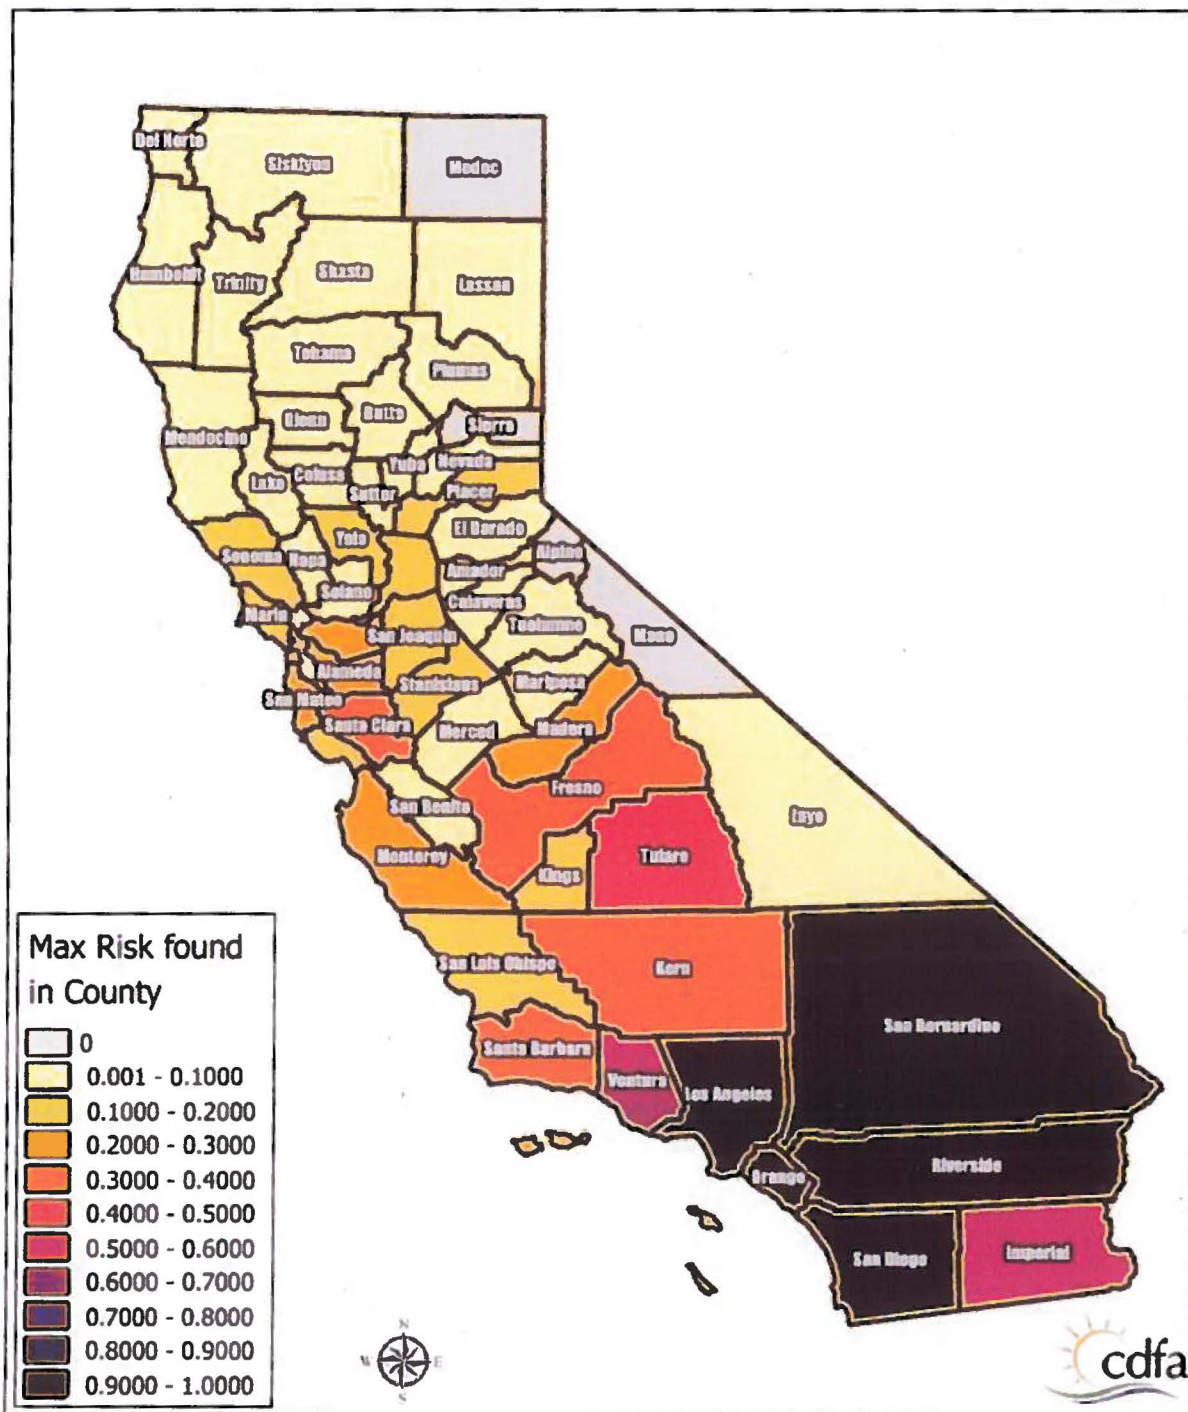 Del Norte
Siskiyou
Modoc
Humboldt
Trinity
Shasta
Lassen
Tehama
Plumas
Glenn
Butte
Sierra
Mendocino
Lake
Colusa
Yuba
Nevada
Sutter
Placer
El Dorado
Sonoma
Napa
Yolo
Alpine
Amador
Solano
Calaveras
Marin
San Joaquin
Tuolumne
Mono
Alameda
San Mateo
Stanislaus
Mariposa
Santa Clara
Merced
Madera
San Benito
Fresno
Inyo
Monterey
Kings
Tulare
San Luis Obispo
Kern
San Bernardino
Santa Barbara
Ventura
Los Angeles
Orange
Riverside
San Diego
Imperial
Max Risk found
in County
0
0.001 - 0.1000
0.1000 - 0.2000
0.2000 - 0.3000
0.3000 - 0.4000
0.4000 - 0.5000
0.5000 - 0.6000
0.6000 - 0.7000
0.7000 - 0.8000
0.8000 - 0.9000
0.9000 - 1.0000
N
W E
S
cdfa